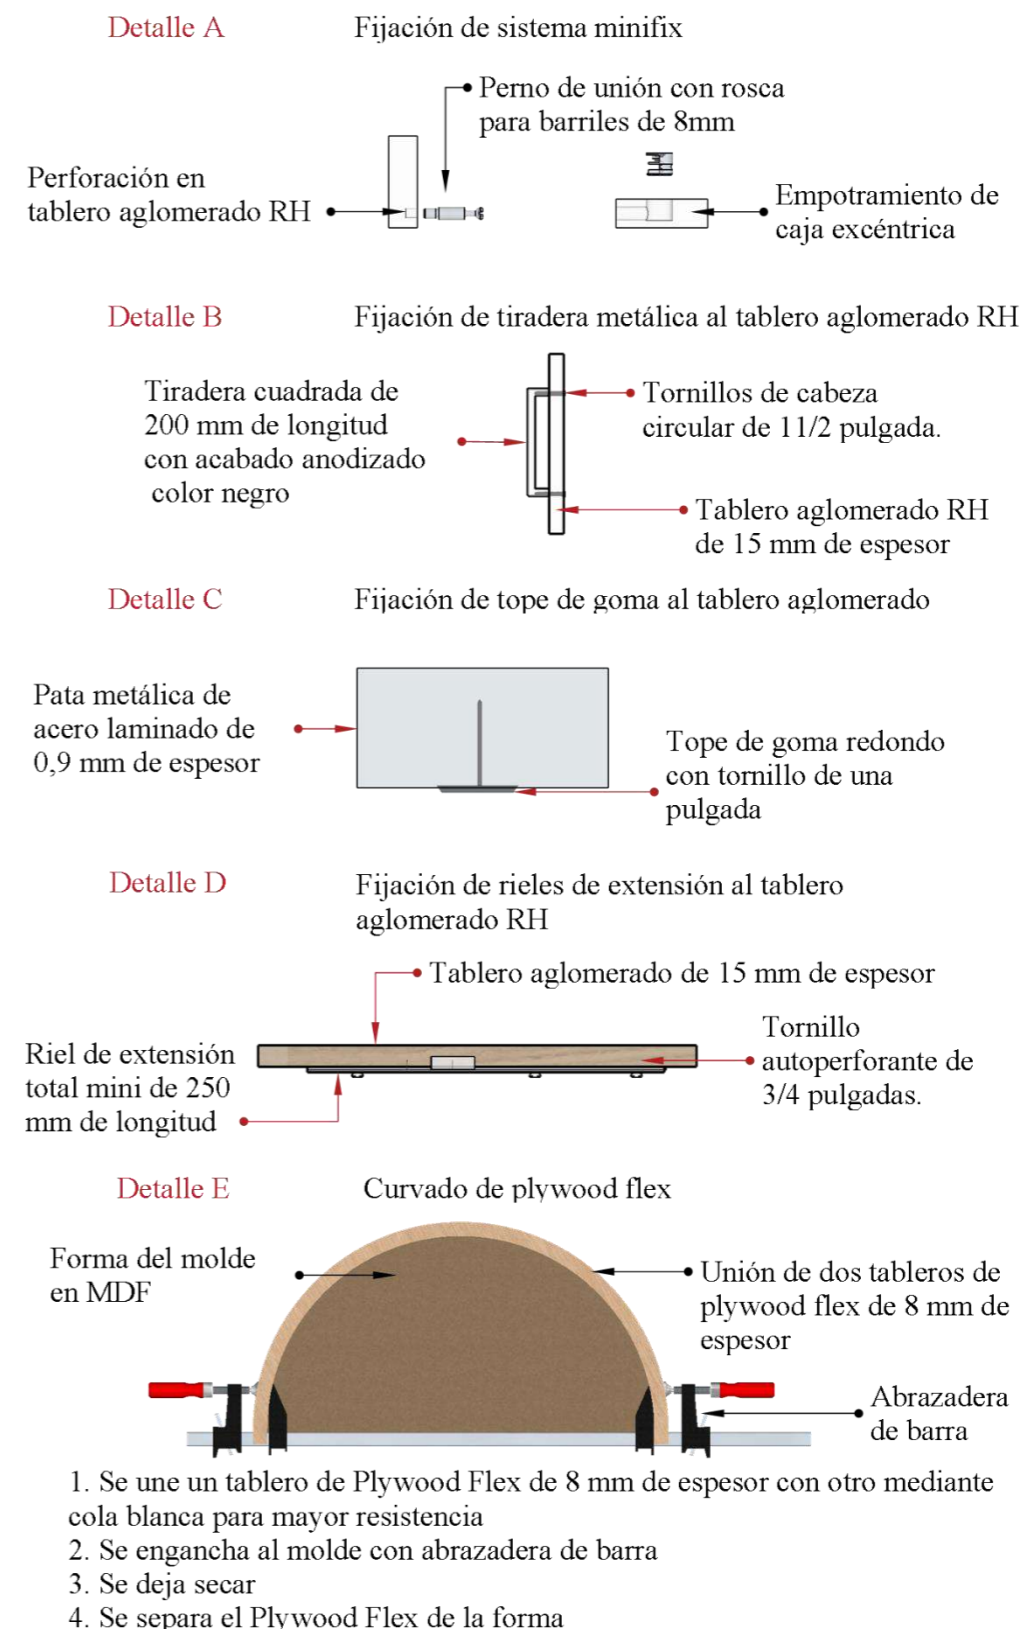 Detalle A
Fijación de sistema minifix
Perno de unión con rosca
para barriles de 8mm
Perforación en
tablero aglomerado RH
Empotramiento de
caja excéntrica
Detalle B
Fijación de tiradera metálica al tablero aglomerado RH
Tiradera cuadrada de
200 mm de longitud
con acabado anodizado
color negro
Tornillos de cabeza
circular de 11/2 pulgada.
Tablero aglomerado RH
de 15 mm de espesor
Detalle C
Fijación de tope de goma al tablero aglomerado
Pata metálica de
acero laminado de
0,9 mm de espesor
Tope de goma redondo
con tornillo de una
pulgada
Detalle D
Fijación de rieles de extensión al tablero
aglomerado RH
Tablero aglomerado de 15 mm de espesor
Riel de extensión
total mini de 250
mm de longitud
Tornillo
autoperforante de
3/4 pulgadas.
Detalle E
Curvado de plywood flex
Forma del molde
en MDF
Unión de dos tableros de
plywood flex de 8 mm de
espesor
Abrazadera
de barra
1. Se une un tablero de Plywood Flex de 8 mm de espesor con otro mediante
cola blanca para mayor resistencia
2. Se engancha al molde con abrazadera de barra
3. Se deja secar
4. Se separa el Plywood Flex de la forma